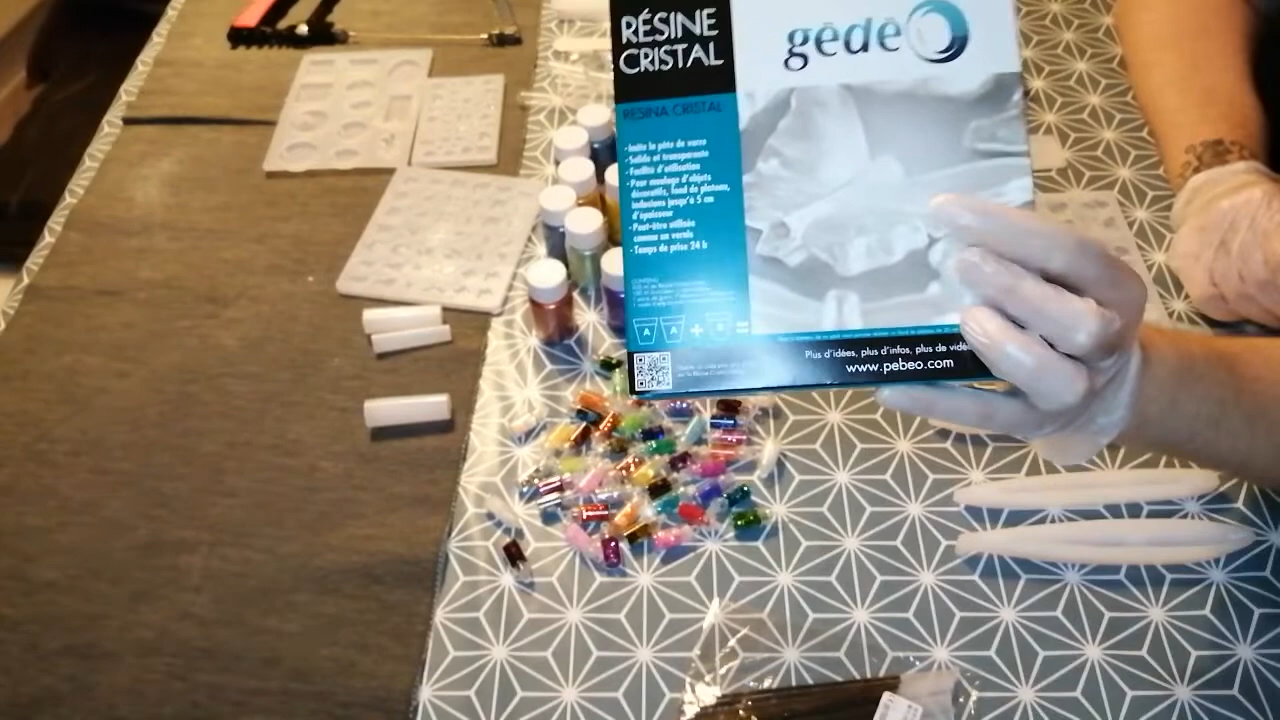 RÉSINE
CRISTAL
gēdēO
RESINA CRISTAL
- Imite la pâte de verre
- Solide et transparente
- Facilité d'utilisation
- Pour moulage d'objets
décoratifs, fond de plateau,
inclusions jusqu'à 5 cm
d'épaisseur
- Peut-être utilisée
comme un vernis
- Temps de prise 24 h
A A + B =
Plus d'idées, plus d'infos, plus de vidé
www.pebeo.com